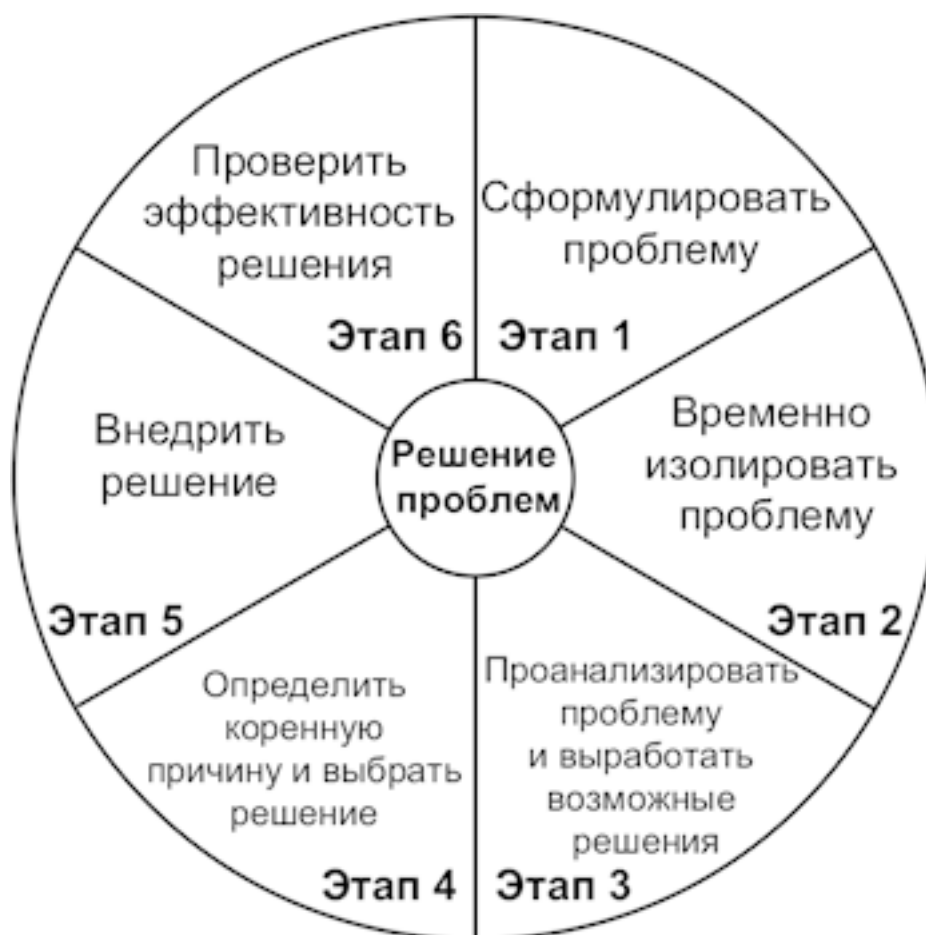 Решение
проблем
Сформулировать
проблему
Этап 1
Временно
изолировать
проблему
Этап 2
Проанализировать
проблему
и выработать
возможные
решения
Этап 3
Определить
коренную
причину и выбрать
решение
Этап 4
Внедрить
решение
Этап 5
Проверить
эффективность
решения
Этап 6